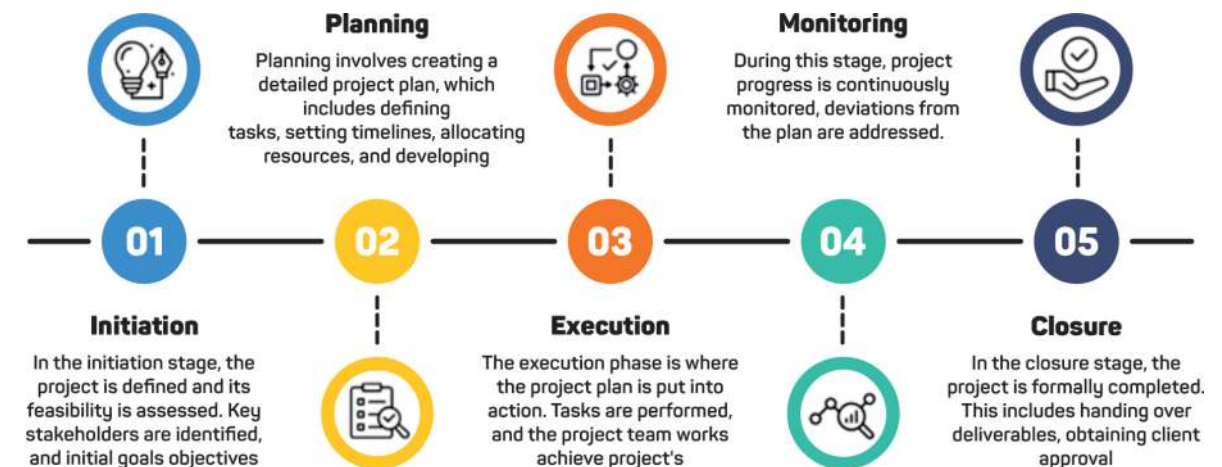 Planning
Planning involves creating a
detailed project plan, which
includes defining
tasks, setting timelines, allocating
resources, and developing
Monitoring
During this stage, project
progress is continuously
monitored, deviations from
the plan are addressed.
01
02
03
04
05
Initiation
In the initiation stage, the
project is defined and its
feasibility is assessed. Key
stakeholders are identified,
and initial goals objectives
Execution
The execution phase is where
the project plan is put into
action. Tasks are performed,
and the project team works
achieve project's
Closure
In the closure stage, the
project is formally completed.
This includes handing over
deliverables, obtaining client
approval